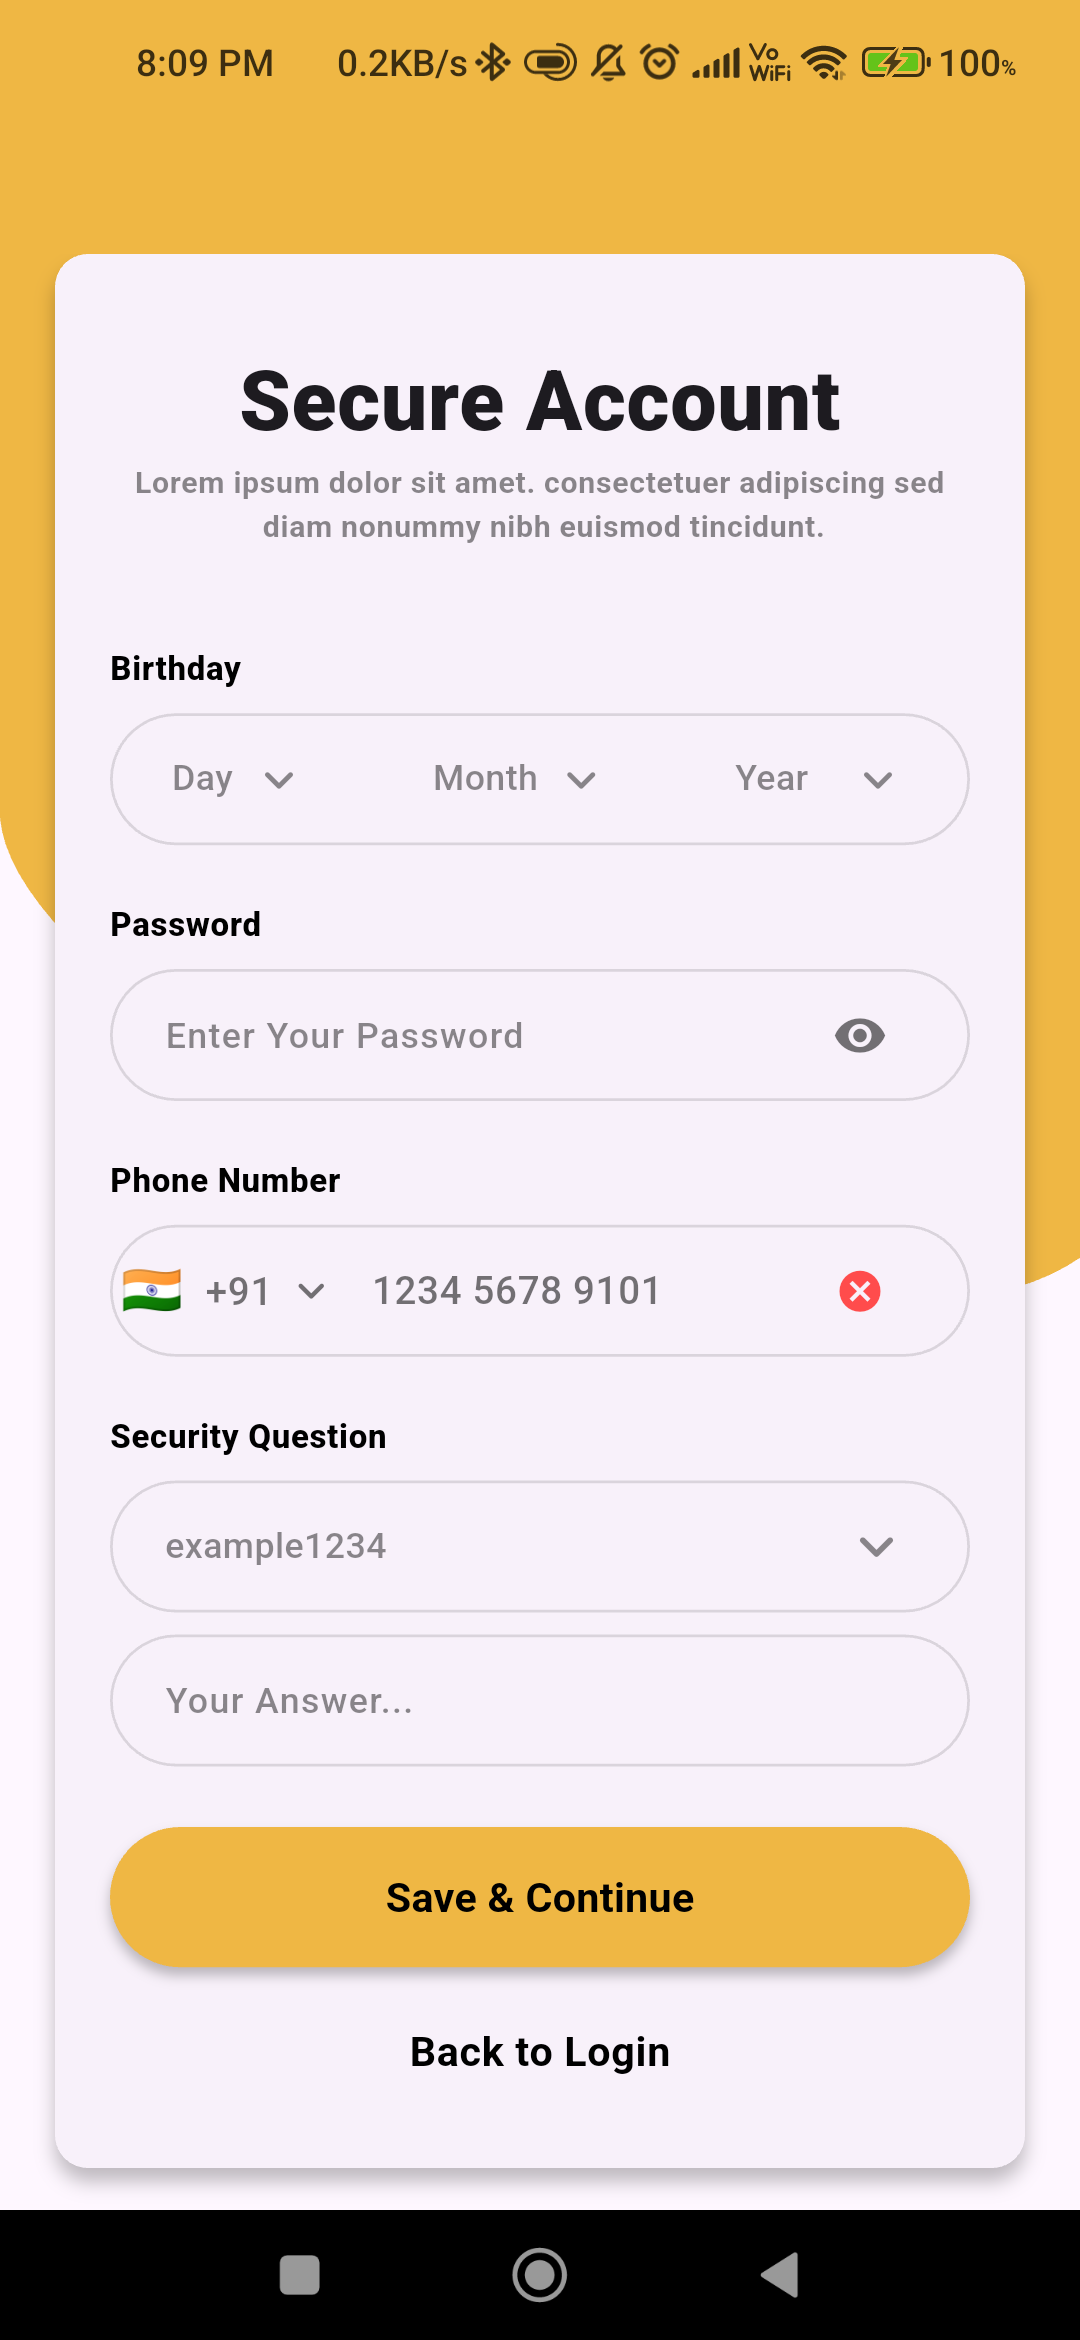 8:09 PM 0.2KB/s Vo WiFi 100%
Secure Account
Lorem ipsum dolor sit amet. consectetuer adipiscing sed
diam nonummy nibh euismod tincidunt.
Birthday
Day Month Year
Password
Enter Your Password
Phone Number
+91 1234 5678 9101
Security Question
example1234
Your Answer...
Save & Continue
Back to Login